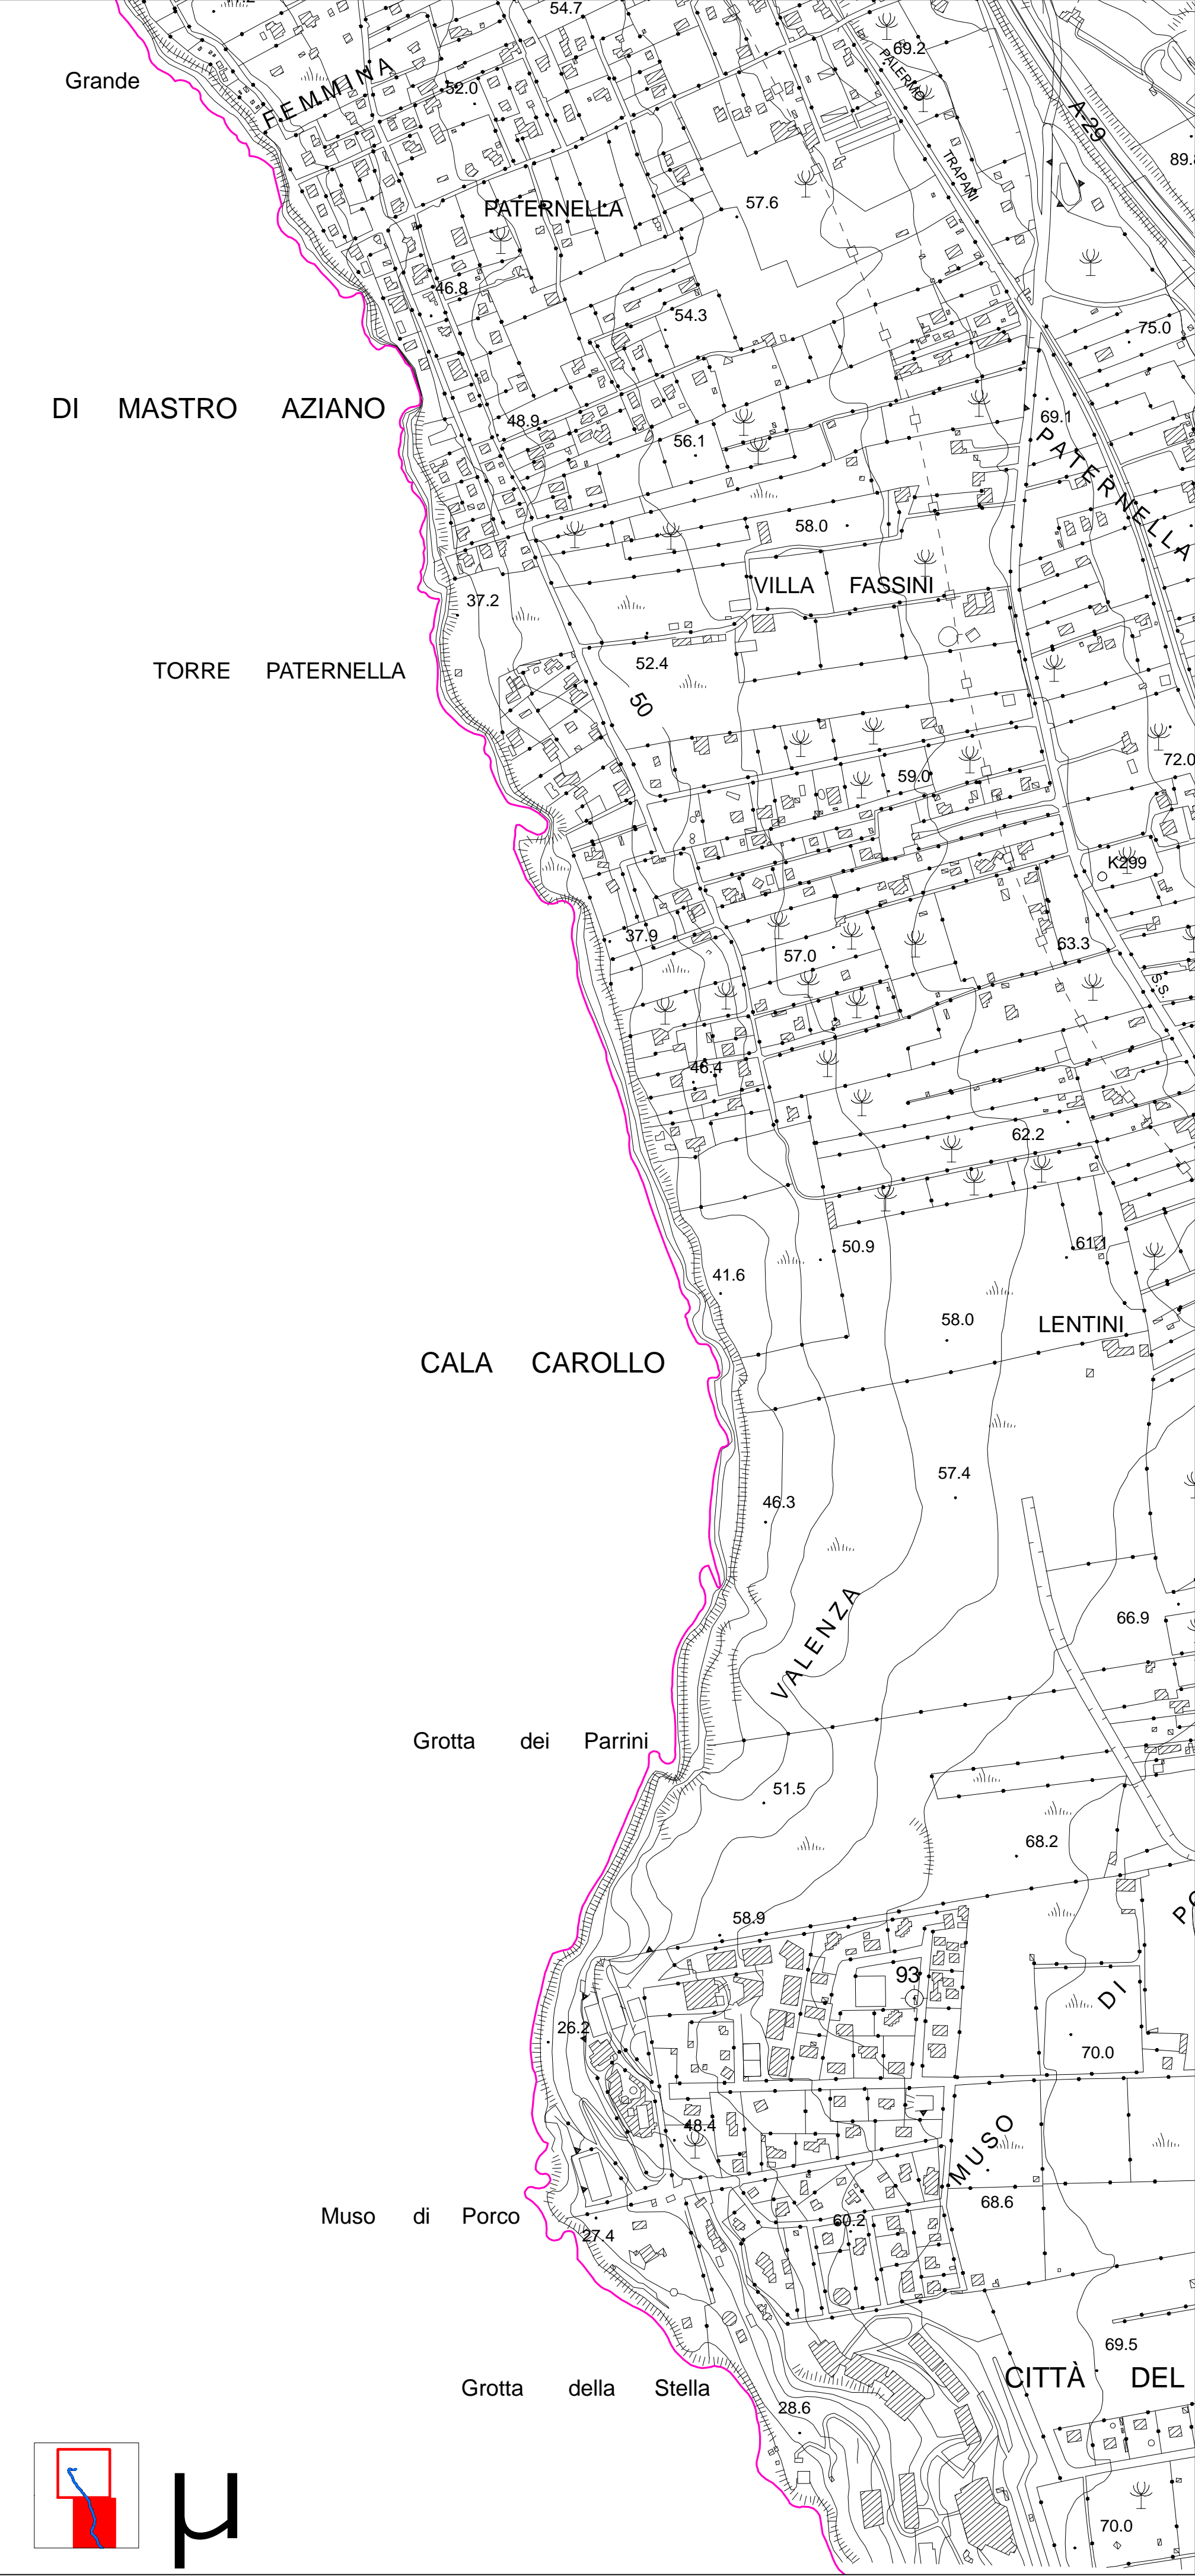 54.7
69.2
Grande
PALERMO
FEMMINA
52.0
A-29
TRAPANI
57.6
PATERNELLA
46.8
54.3
75.0
DI MASTRO AZIANO
48.9
69.1
56.1
PATERNELLA
58.0
VILLA FASSINI
37.2
52.4
TORRE PATERNELLA
50
72.0
59.0
K299
37.9
63.3
57.0
S.S.
46.4
62.2
50.9
61.1
41.6
58.0
LENTINI
CALA CAROLLO
57.4
46.3
66.9
VALENZA
Grotta dei Parrini
51.5
68.2
58.9
93
DI
26.2
70.0
48.4
MUSO
68.6
Muso di Porco
60.2
27.4
69.5
CITTÀ DEL
Grotta della Stella
28.6
µ
70.0